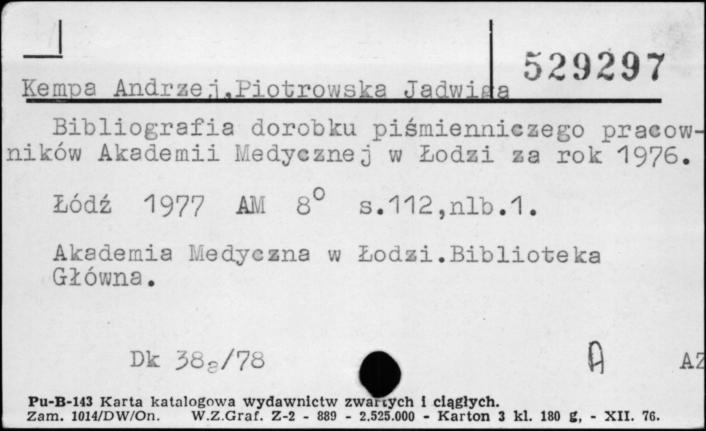 529297
Kempa Andrzej,Piotrowska Jadwiga
Bibliografia dorobku piśmienniczego pracow-
ników Akademii Medycznej w Łodzi za rok 1976.
Łódź 1977 AM 8° s.112,nlb.1.
Akademia Medyczna w Łodzi.Biblioteka
Główna.
Dk 38a/78 A AZ
Pu-B-143 Karta katalogowa wydawnictw zwartych i ciągłych.
Zam. 1014/DW/On. W.Z.Graf. Z-2 - 889 - 2.525.000 - Karton 3 kl. 180 g, - XII. 76.